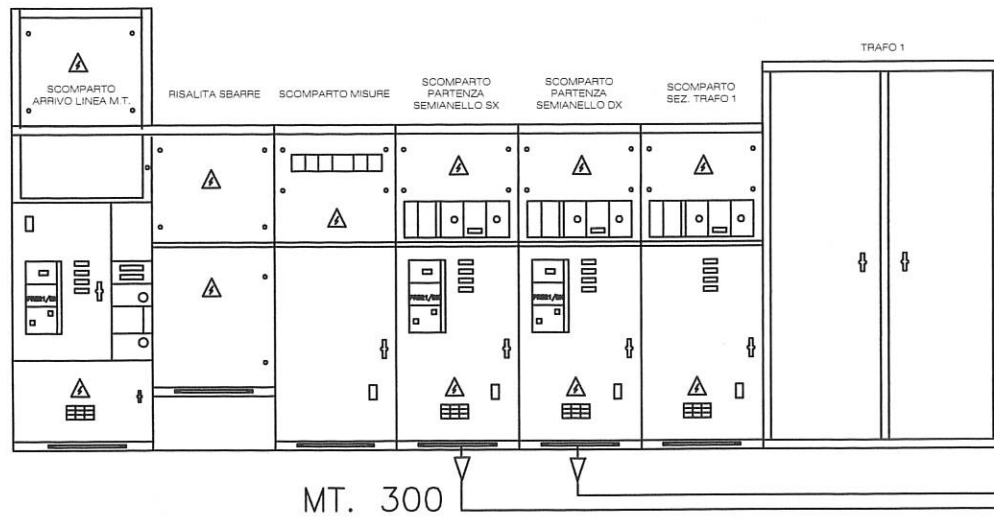 TRAFO 1
SCOMPARTO
ARRIVO LINEA M.T.
RISALITA SBARRE
SCOMPARTO MISURE
SCOMPARTO
PARTENZA
SEMIANELLO SX
SCOMPARTO
PARTENZA
SEMIANELLO DX
SCOMPARTO
SEZ. TRAFO 1
MT. 300